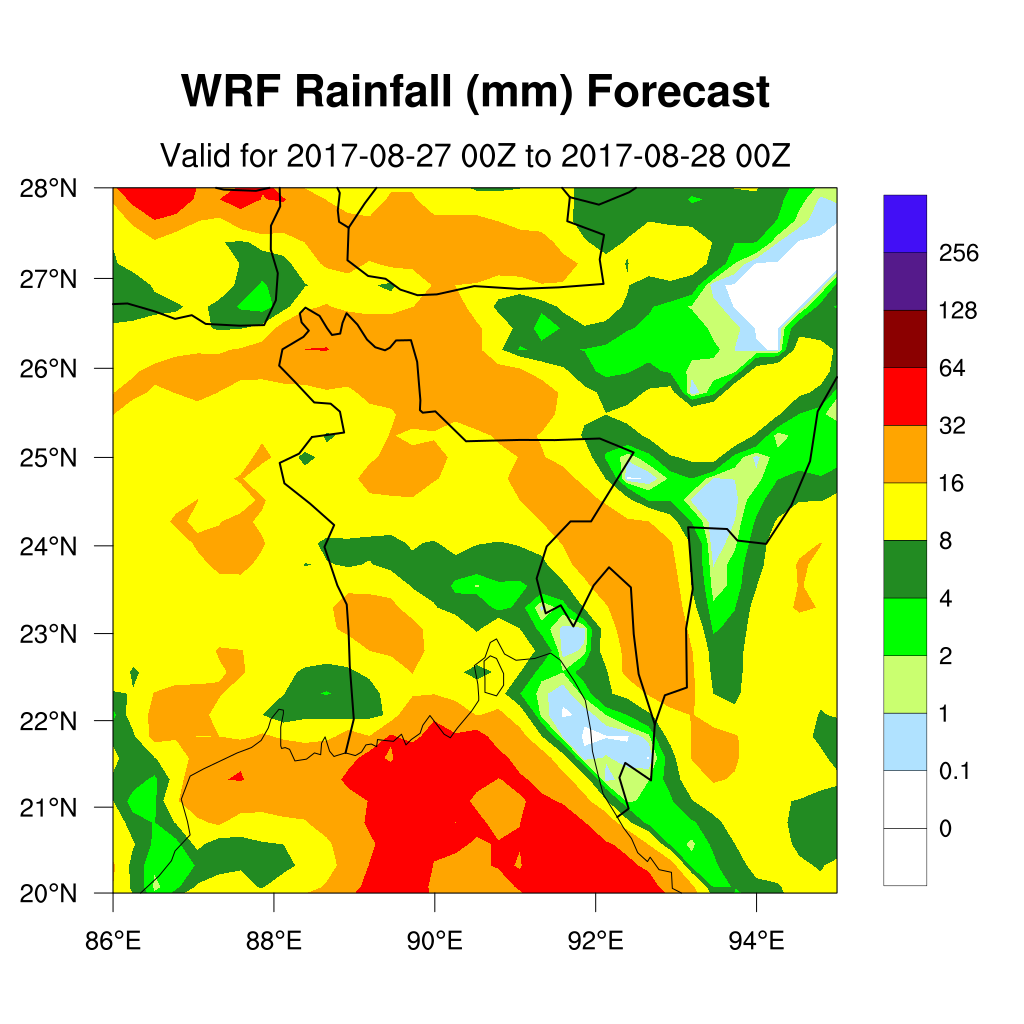 WRF Rainfall (mm) Forecast
Valid for 2017-08-27 00Z to 2017-08-28 00Z
28°N
27°N
26°N
25°N
24°N
23°N
22°N
21°N
20°N
86°E
88°E
90°E
92°E
94°E
256
128
64
32
16
8
4
2
1
0.1
0